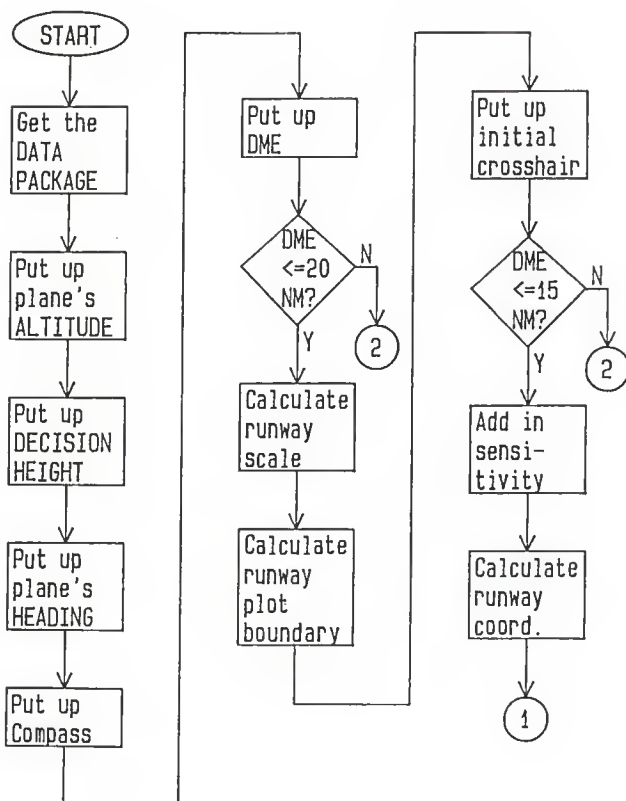 START
Get the
DATA
PACKAGE
Put up
plane's
ALTITUDE
Put up
DECISION
HEIGHT
Put up
plane's
HEADING
Put up
Compass
Put up
DME
DME
<=20
NM?
N
2
Y
Calculate
runway
scale
Calculate
runway
plot
boundary
Put up
initial
crosshair
DME
<=15
NM?
N
2
Y
Add in
sensi-
tivity
Calculate
runway
coord.
1